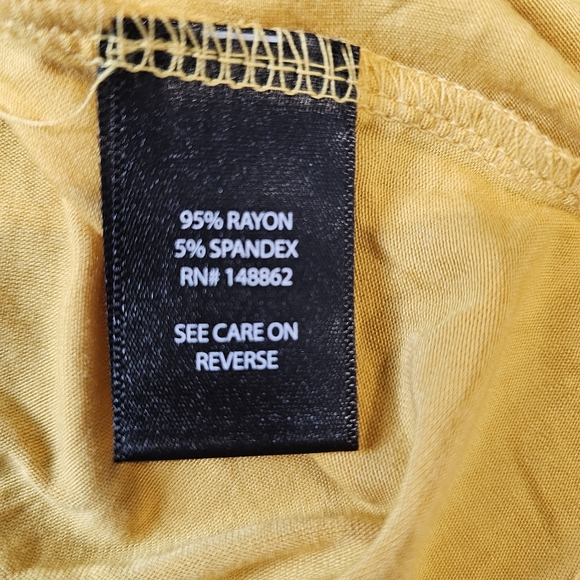 95% RAYON
5% SPANDEX
RN# 148862
SEE CARE ON
REVERSE